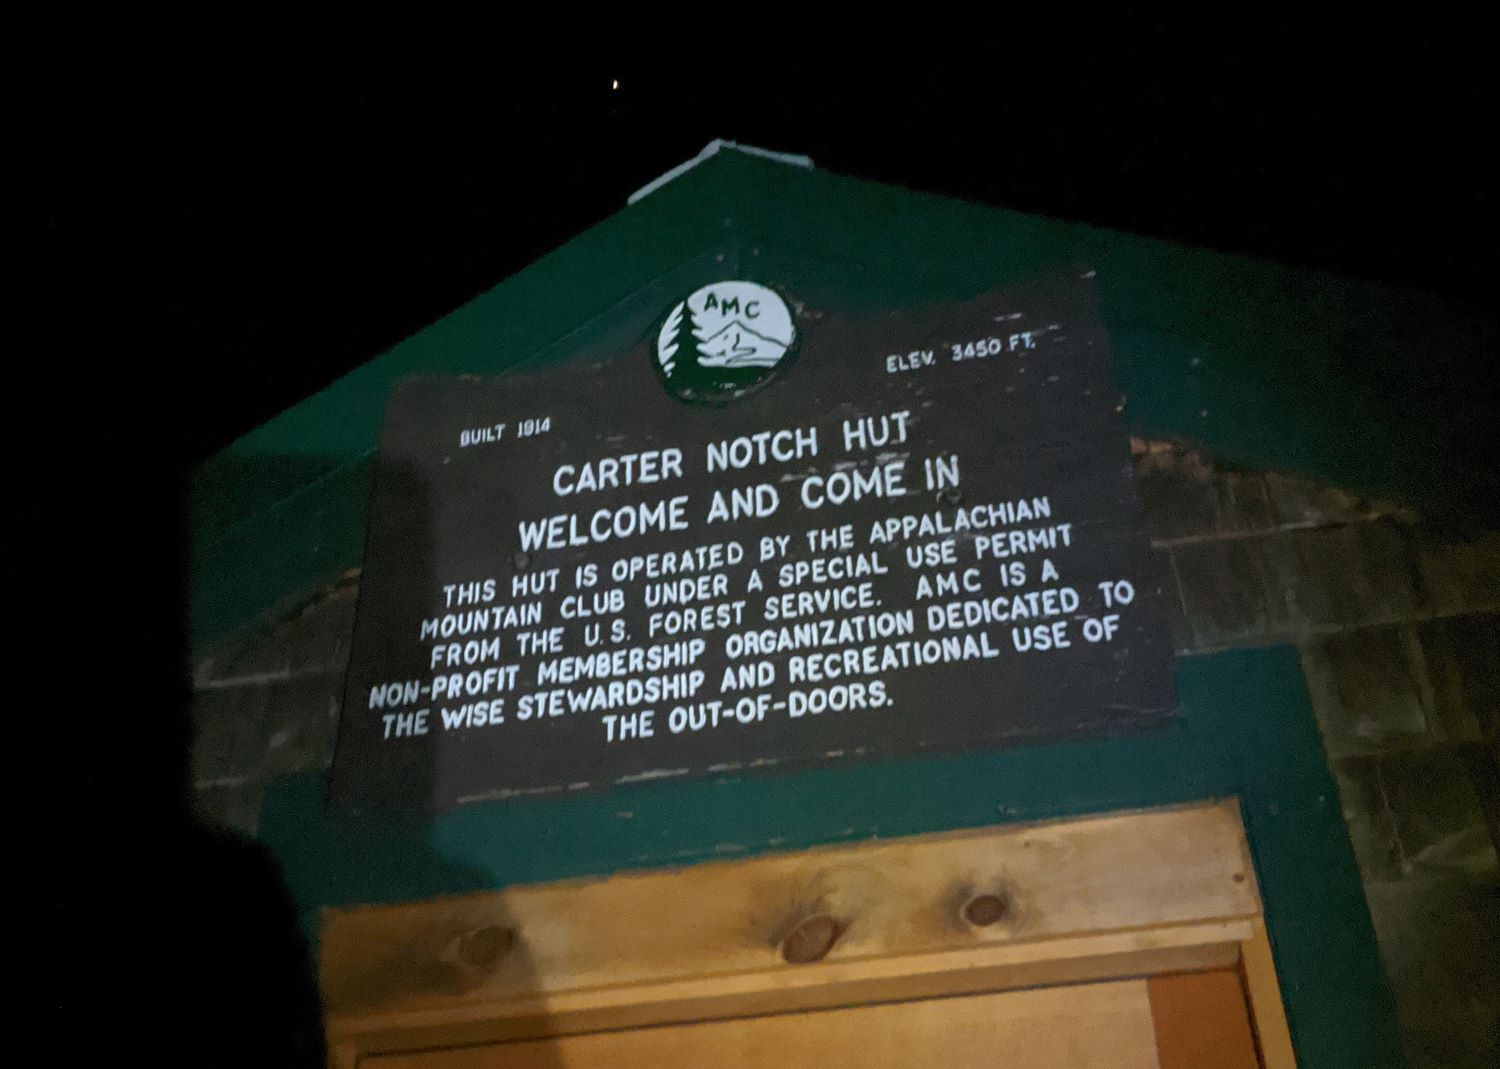 AMC
ELEV. 3450 FT.
BUILT 1914
CARTER NOTCH HUT
WELCOME AND COME IN
THIS HUT IS OPERATED BY THE APPALACHIAN
MOUNTAIN CLUB UNDER A SPECIAL USE PERMIT
FROM THE U.S. FOREST SERVICE. AMC IS A
NON-PROFIT MEMBERSHIP ORGANIZATION DEDICATED TO
THE WISE STEWARDSHIP AND RECREATIONAL USE OF
THE OUT-OF-DOORS.